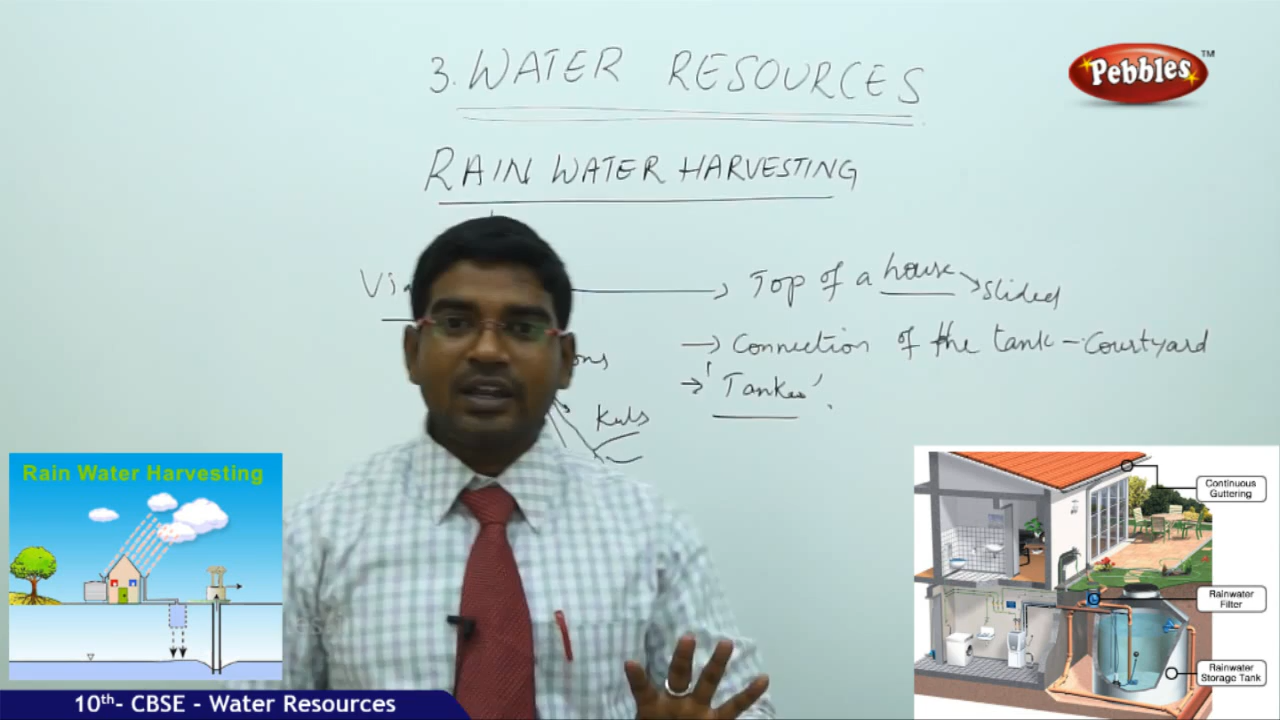 3. WATER RESOURCES
Pebbles™
RAIN WATER HARVESTING
Top of a house → Slided
→ Connection of the tank - Courtyard
→ 'Tankas'.
Kuls
Rain Water Harvesting
Continuous
Guttering
Rainwater
Filter
Rainwater
Storage Tank
10th- CBSE - Water Resources